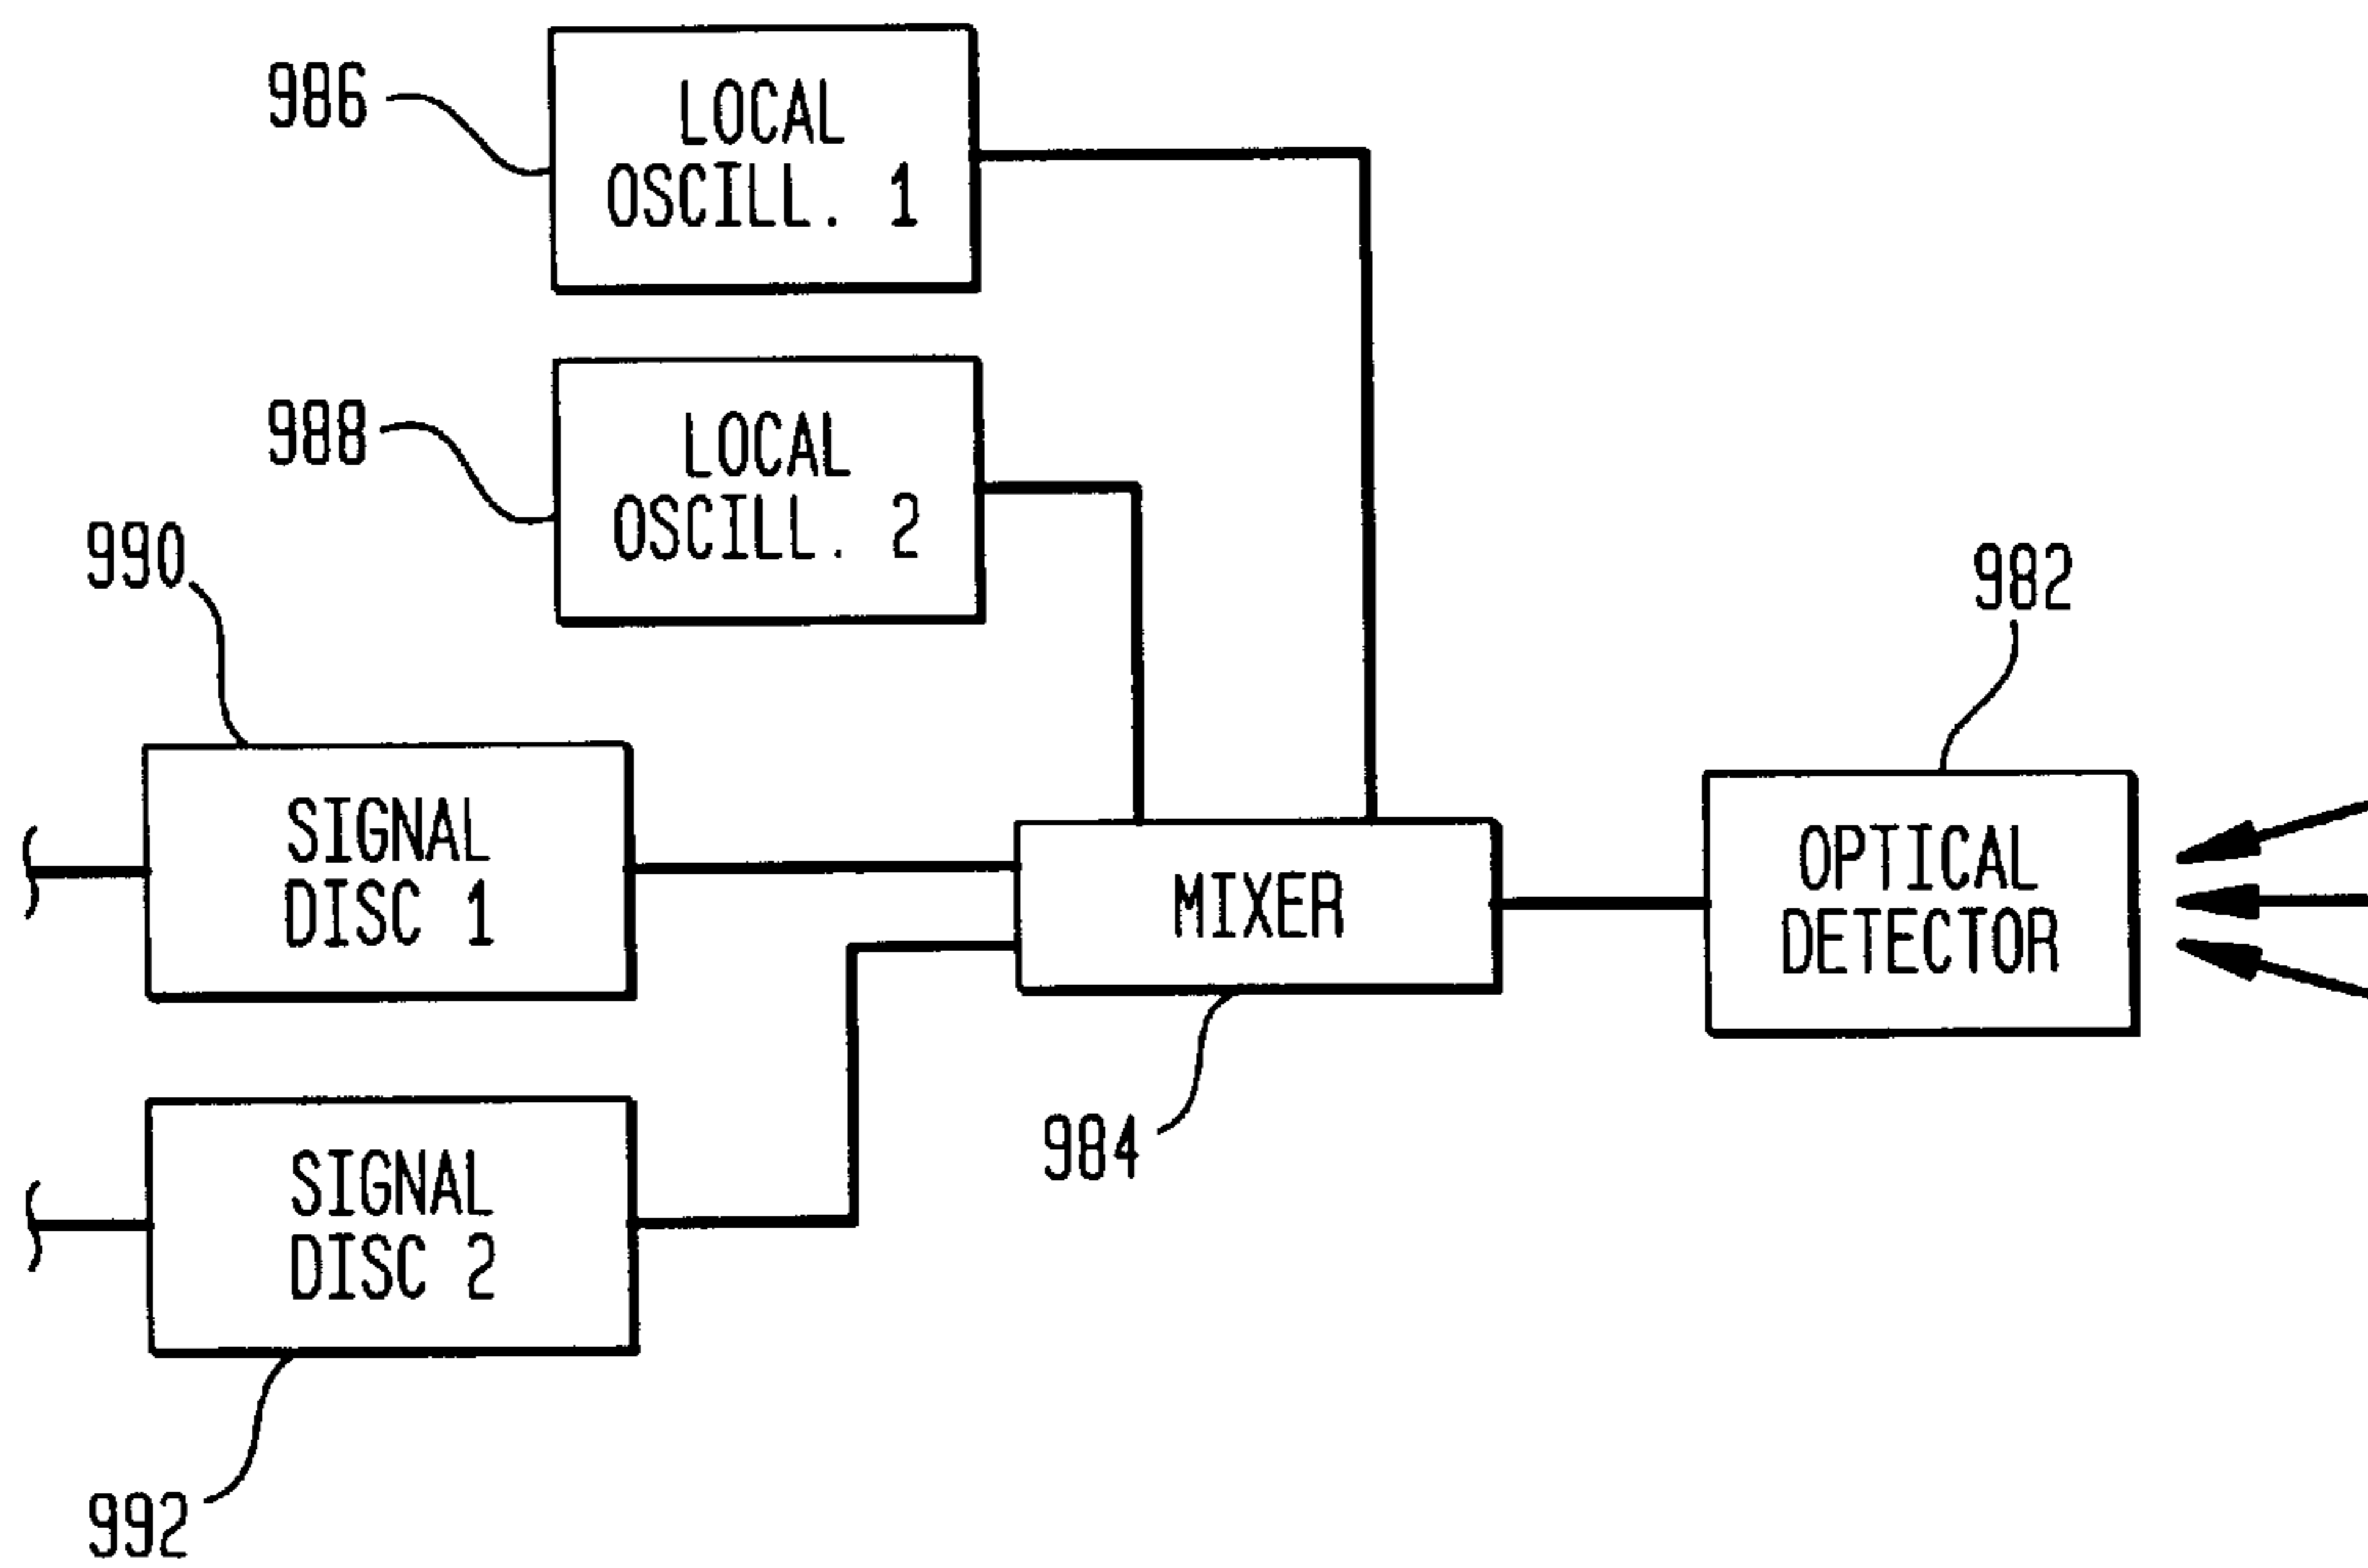 986
LOCAL
OSCILL. 1
988
LOCAL
OSCILL. 2
990
982
SIGNAL
DISC 1
MIXER
OPTICAL
DETECTOR
984
SIGNAL
DISC 2
992